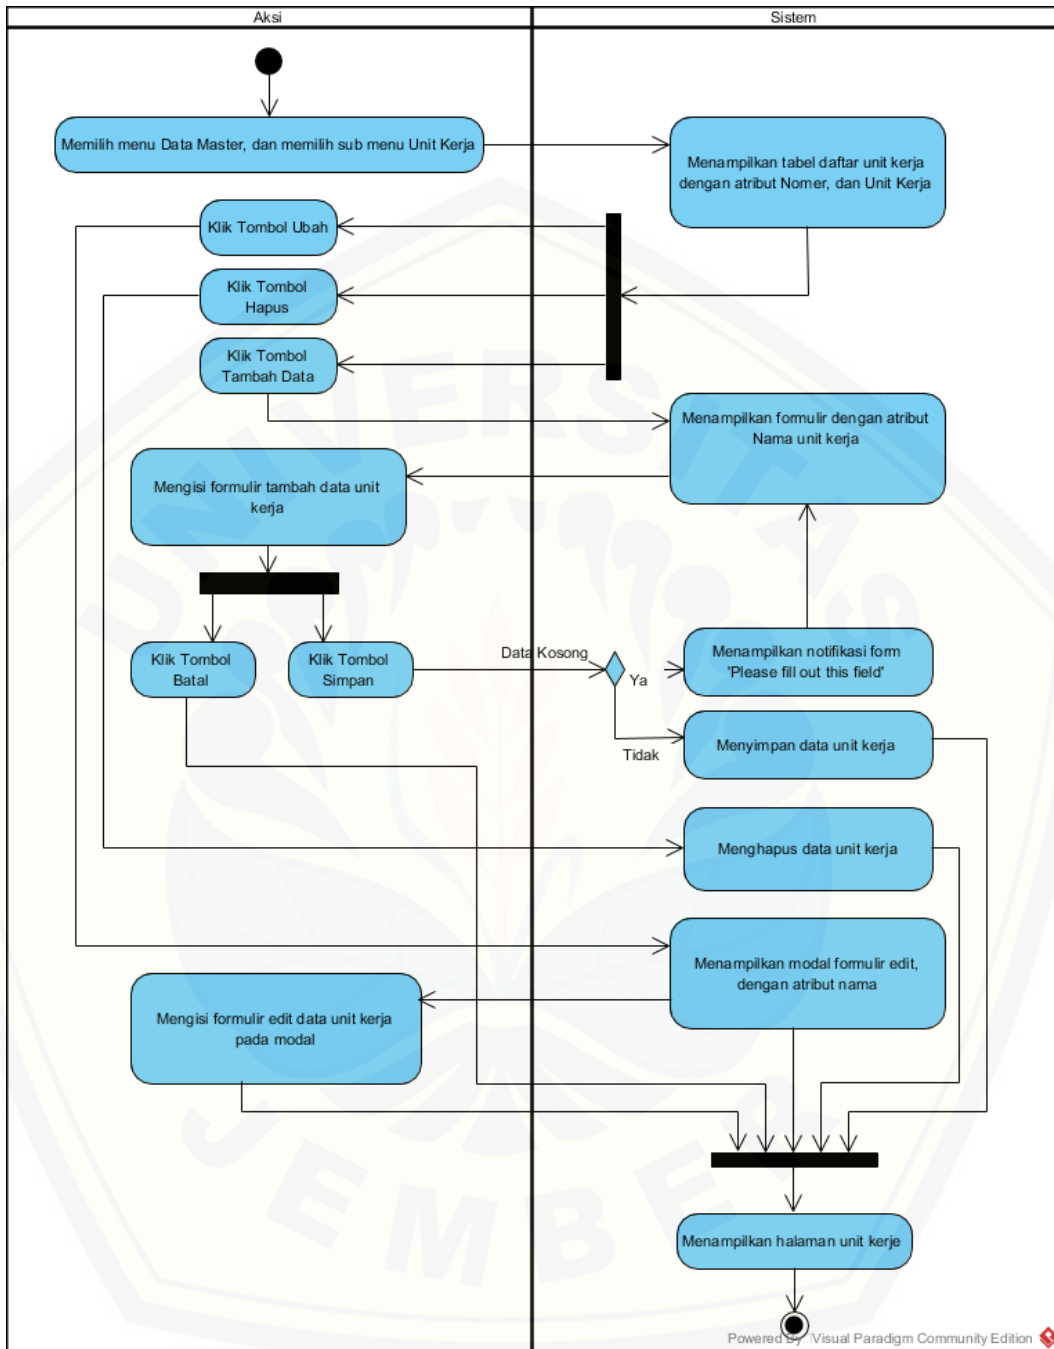 Aksi
Sistem
Memilih menu Data Master, dan memilih sub menu Unit Kerja
Menampilkan tabel daftar unit kerja
dengan atribut Nomer, dan Unit Kerja
Klik Tombol Ubah
Klik Tombol
Hapus
Klik Tombol
Tambah Data
Menampilkan formulir dengan atribut
Nama unit kerja
Mengisi formulir tambah data unit
kerja
Klik Tombol
Batal
Klik Tombol
Simpan
Data Kosong
Ya
Menampilkan notifikasi form
'Please fill out this field'
Tidak
Menyimpan data unit kerja
Menghapus data unit kerja
Menampilkan modal formulir edit,
dengan atribut nama
Mengisi formulir edit data unit kerja
pada modal
Menampilkan halaman unit kerje
UNIVERSITAS
JEMBER
Powered By Visual Paradigm Community Edition